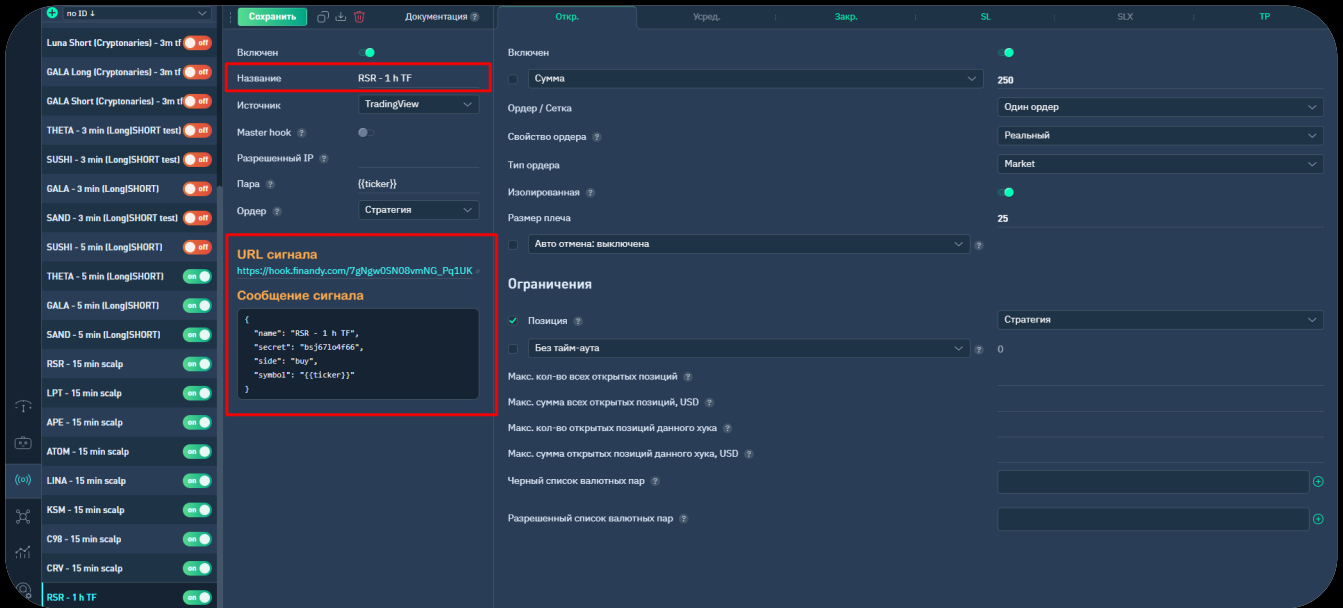 по ID ↓
Luna Short (Cryptonaries) - 3m tf off
GALA Long (Cryptonaries) - 3m tf off
GALA Short (Cryptonaries) - 3m tf off
THETA - 3 min (Long|SHORT test) off
SUSHI - 3 min (Long|SHORT test) off
GALA - 3 min (Long|SHORT) off
SAND - 3 min (Long|SHORT test) off
SUSHI - 5 min (Long|SHORT) off
THETA - 5 min (Long|SHORT) on
GALA - 5 min (Long|SHORT) on
SAND - 5 min (Long|SHORT) on
RSR - 15 min scalp on
LPT - 15 min scalp on
APE - 15 min scalp on
ATOM - 15 min scalp on
LINA - 15 min scalp on
KSM - 15 min scalp on
C98 - 15 min scalp on
CRV - 15 min scalp on
RSR - 1 h TF on
Сохранить Документация ?
Включен
Название RSR - 1 h TF
Источник TradingView
Master hook ?
Разрешенный IP ?
Пара ? {{ticker}}
Ордер ? Стратегия
URL сигнала
https://hook.finandy.com/7gNgw0SN08vmNG_Pq1UK
Сообщение сигнала
{
"name": "RSR - 1 h TF",
"secret": "bsj67lo4f66",
"side": "buy",
"symbol": "{{ticker}}"
}
Откр. Усред. Закр. SL SLX TP
Включен
Сумма 250
Ордер / Сетка Один ордер
Свойство ордера ? Реальный
Тип ордера Market
Изолированная ?
Размер плеча 25
Авто отмена: выключена ?
Ограничения
Позиция ? Стратегия
Без тайм-аута ? 0
Макс. кол-во всех открытых позиций ?
Макс. сумма всех открытых позиций, USD ?
Макс. кол-во открытых позиций данного хука ?
Макс. сумма открытых позиций данного хука, USD ?
Черный список валютных пар ?
Разрешенный список валютных пар ?